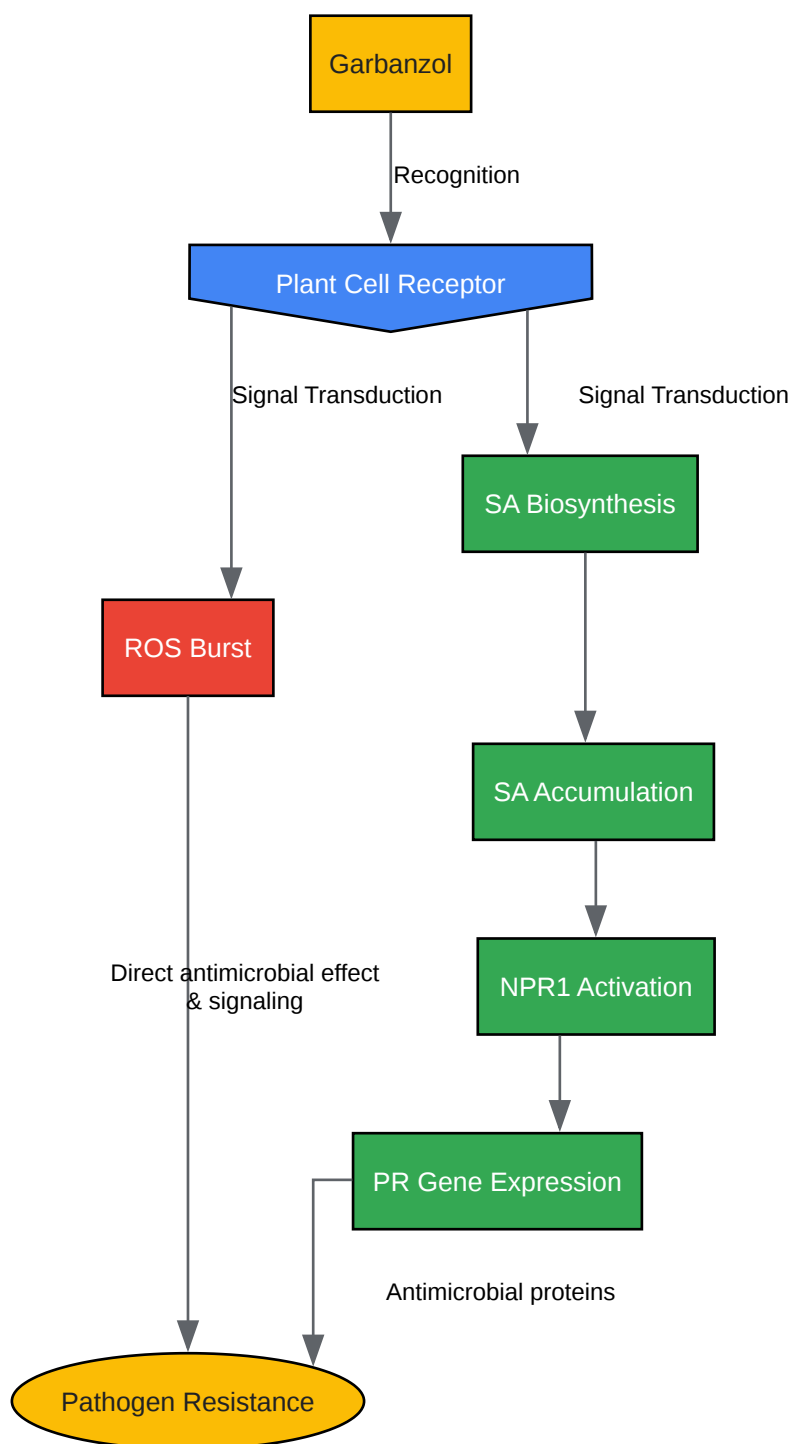 Garbanzol
Recognition
Plant Cell Receptor
Signal Transduction
Signal Transduction
SA Biosynthesis
ROS Burst
SA Accumulation
Direct antimicrobial effect
& signaling
NPR1 Activation
PR Gene Expression
Antimicrobial proteins
Pathogen Resistance